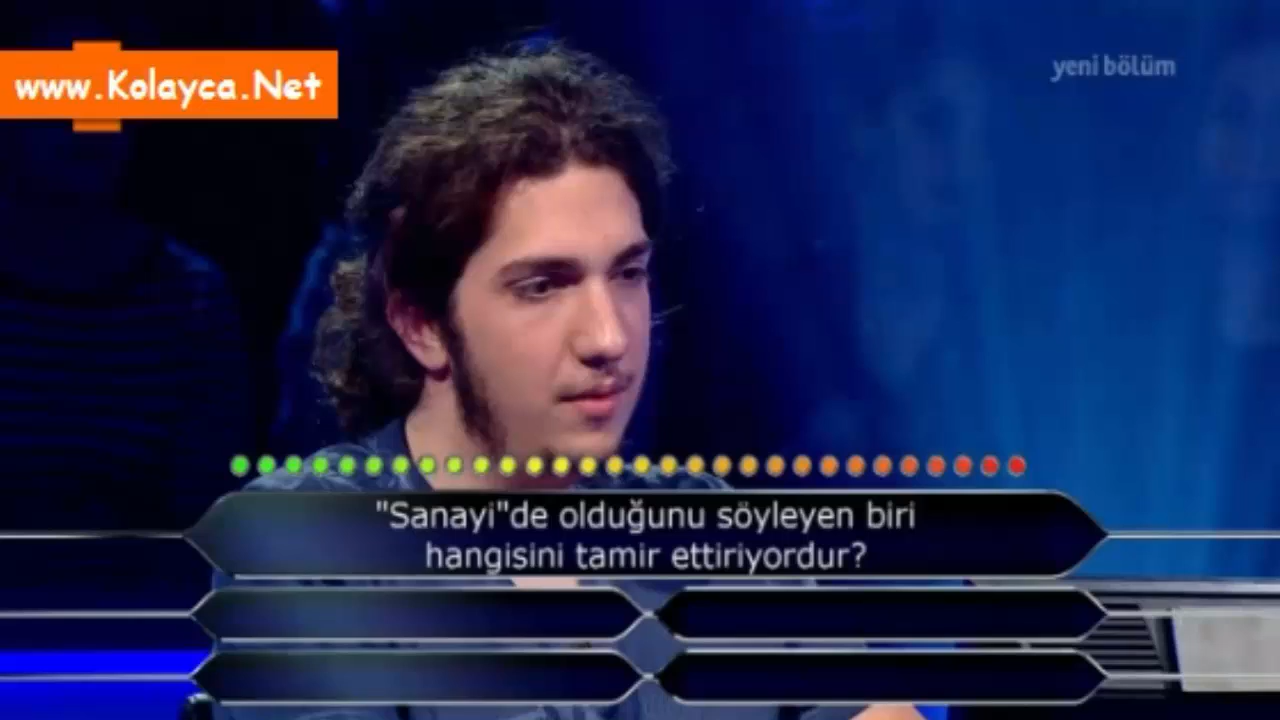 www.Kolayca.Net
yeni bölüm
"Sanayi"de olduğunu söyleyen biri
hangisini tamir ettiriyordur?